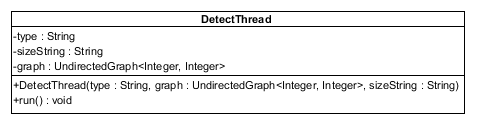 DetectThread
-type : String
-sizeString : String
-graph : UndirectedGraph<Integer, Integer>
+DetectThread(type : String, graph : UndirectedGraph<Integer, Integer>, sizeString : String)
+run() : void